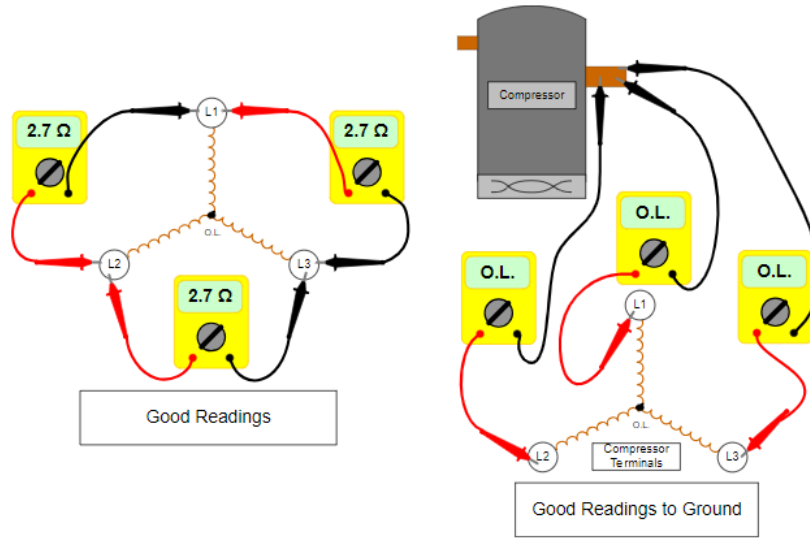 2.7 Ω
L1
2.7 Ω
O.L.
L2
L3
2.7 Ω
Good Readings
Compressor
O.L.
O.L.
O.L.
L1
O.L.
L2
Compressor
Terminals
L3
Good Readings to Ground